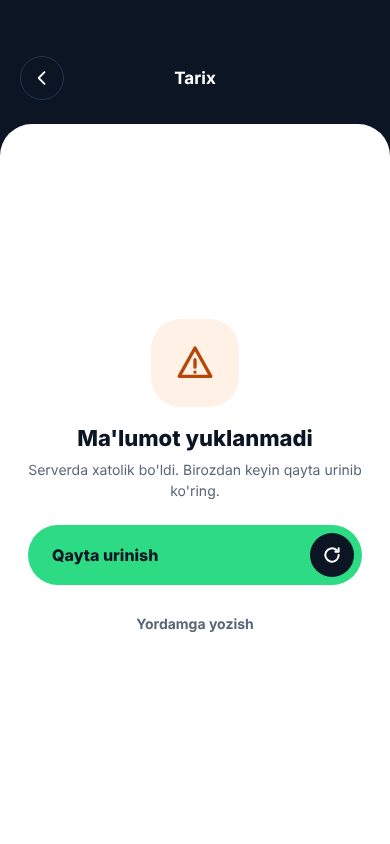 Tarix
Ma'lumot yuklanmadi
Serverda xatolik bo'ldi. Birozdan keyin qayta urinib
ko'ring.
Qayta urinish
Yordamga yozish